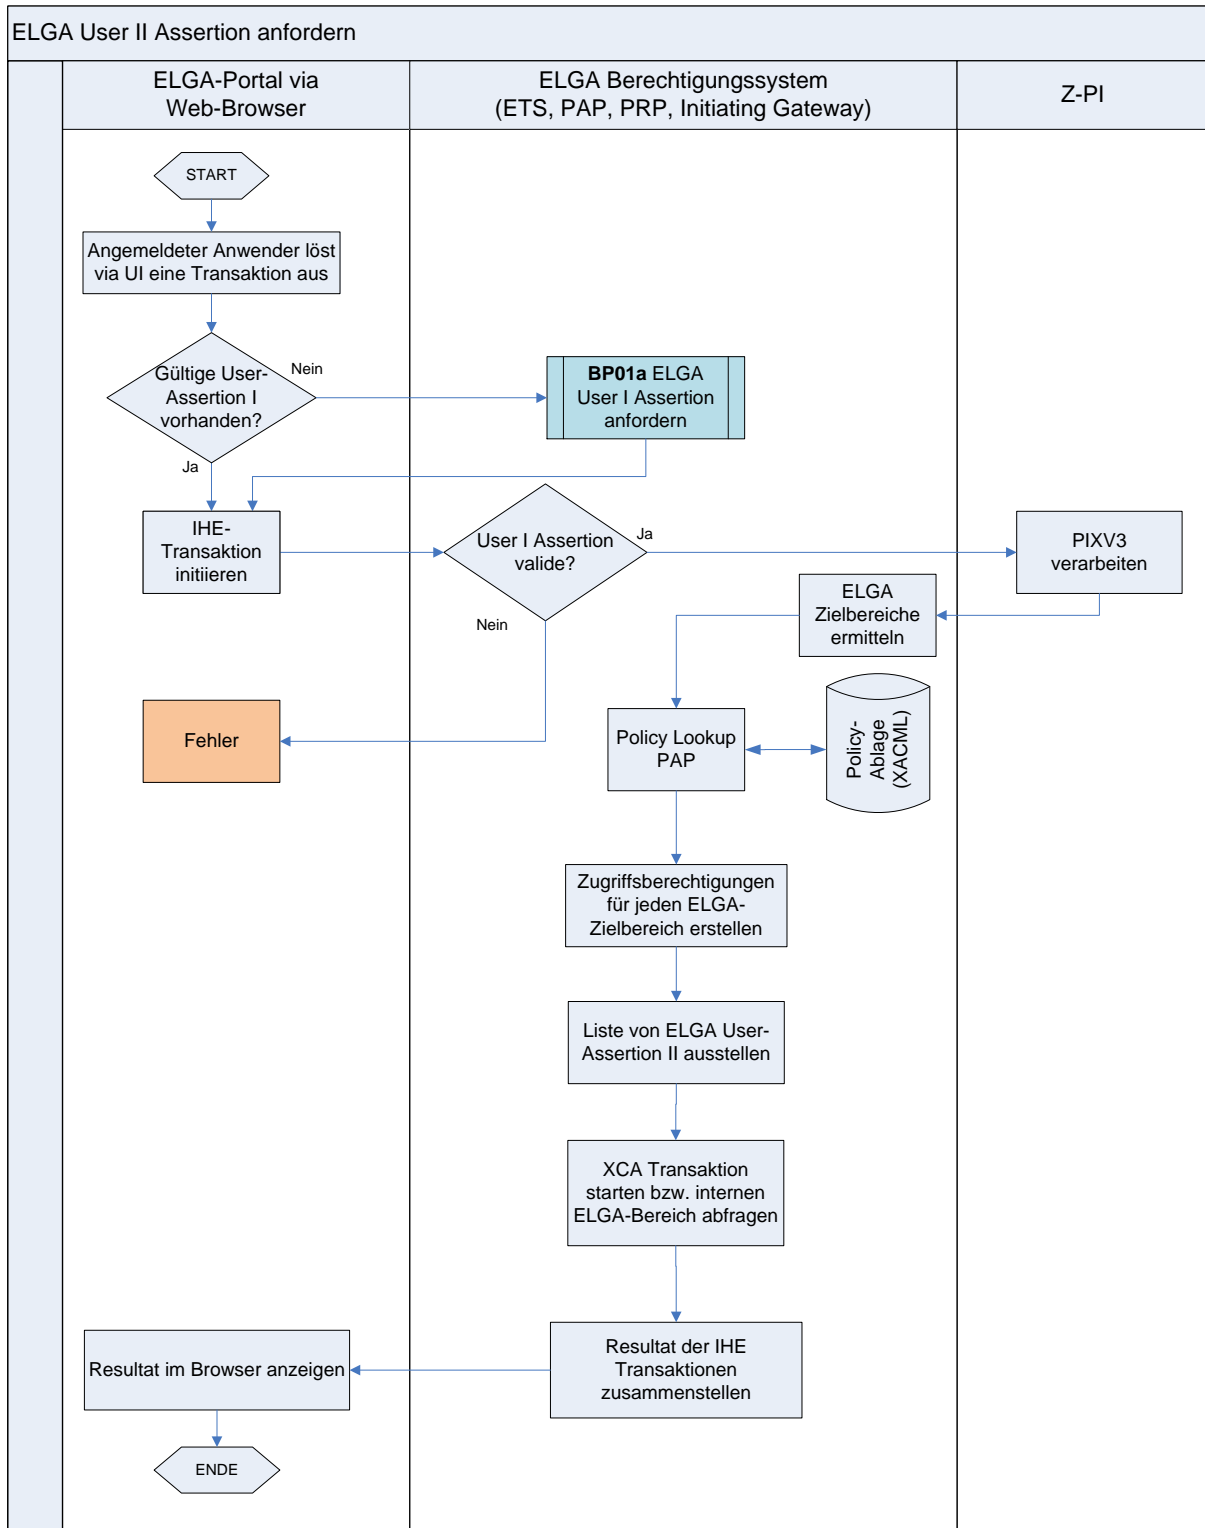 ELGA User II Assertion anfordern
ELGA-Portal via
Web-Browser
ELGA Berechtigungssystem
(ETS, PAP, PRP, Initiating Gateway)
Z-PI
START
Angemeldeter Anwender löst
via UI eine Transaktion aus
Gültige User-
Assertion I
vorhanden?
Nein
BP01a ELGA
User I Assertion
anfordern
Ja
IHE-
Transaktion
initiieren
User I Assertion
valide?
Ja
PIXV3
verarbeiten
ELGA
Zielbereiche
ermitteln
Nein
Fehler
Policy Lookup
PAP
Policy-
Ablage
(XACML)
Zugriffsberechtigungen
für jeden ELGA-
Zielbereich erstellen
Liste von ELGA User-
Assertion II ausstellen
XCA Transaktion
starten bzw. internen
ELGA-Bereich abfragen
Resultat der IHE
Transaktionen
zusammenstellen
Resultat im Browser anzeigen
ENDE